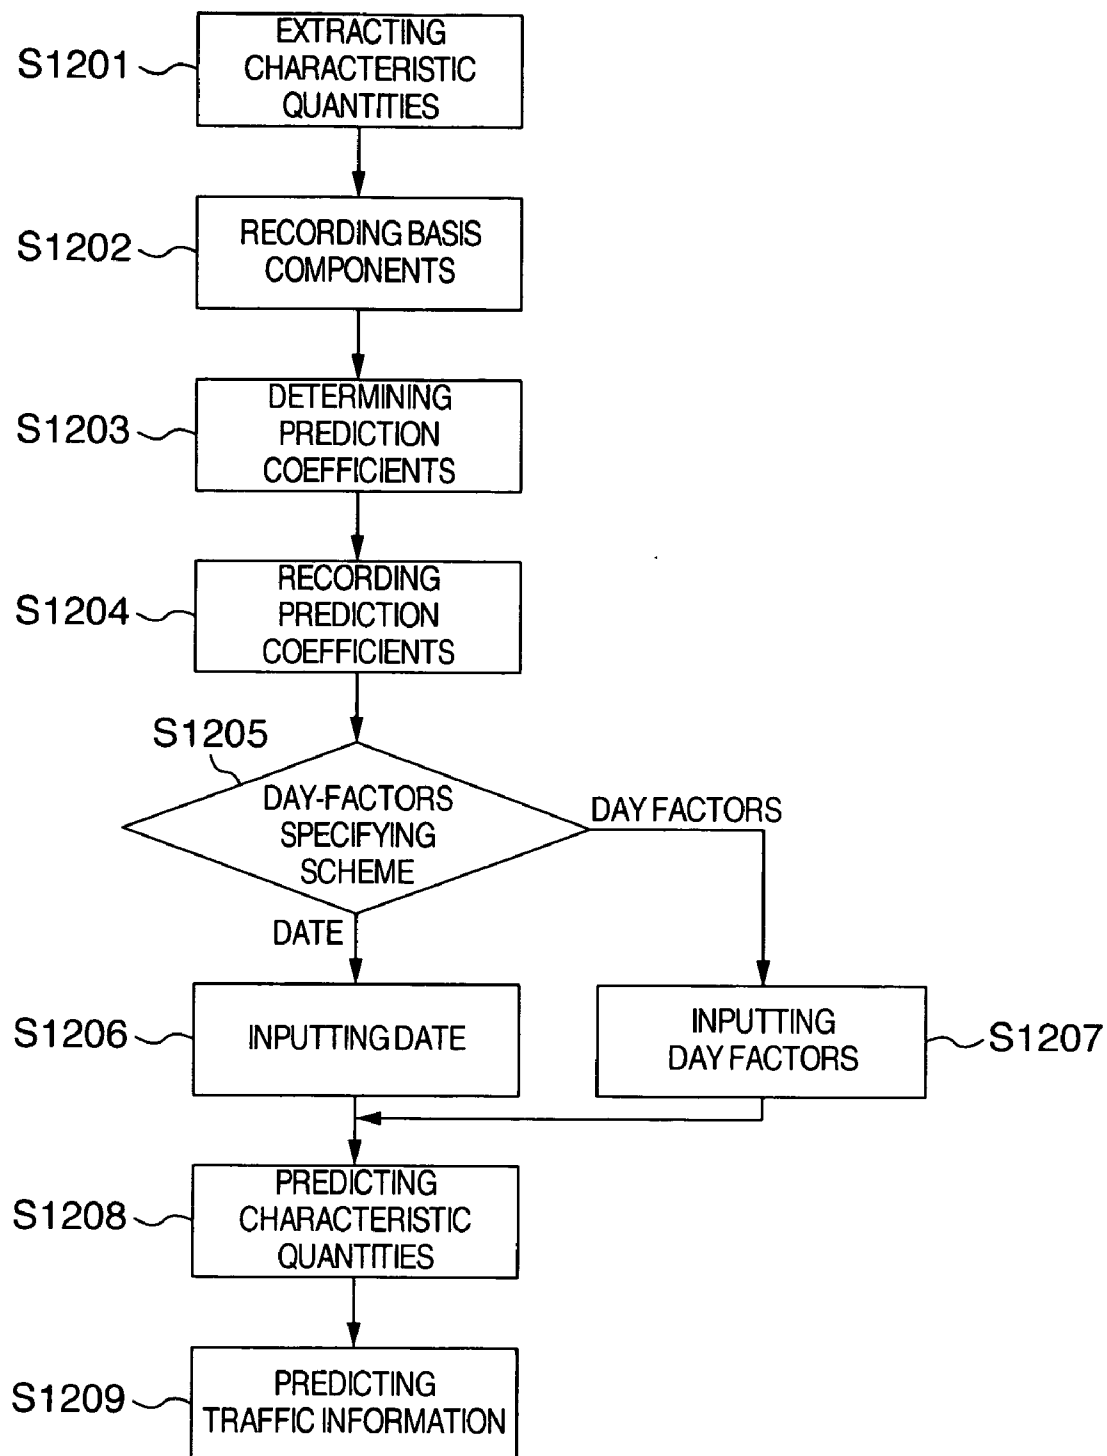 S1201
EXTRACTING
CHARACTERISTIC
QUANTITIES
S1202
RECORDING BASIS
COMPONENTS
S1203
DETERMINING
PREDICTION
COEFFICIENTS
S1204
RECORDING
PREDICTION
COEFFICIENTS
S1205
DAY-FACTORS
SPECIFYING
SCHEME
DAY FACTORS
DATE
S1206
INPUTTING DATE
INPUTTING
DAY FACTORS
S1207
S1208
PREDICTING
CHARACTERISTIC
QUANTITIES
S1209
PREDICTING
TRAFFIC INFORMATION